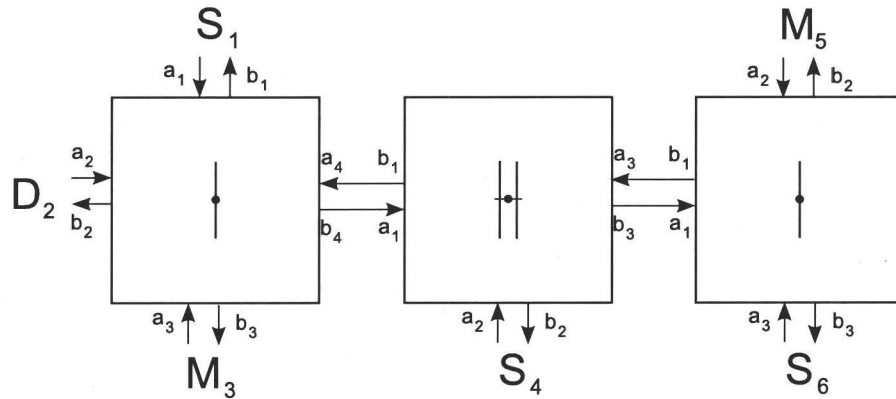 S₁ M₅
a₁ b₁ a₂ b₂
a₂ a₄ b₁ a₃ b₁
D₂
b₂ b₄ a₁ b₃ a₁
a₃ b₃ a₂ b₂ a₃ b₃
M₃ S₄ S₆